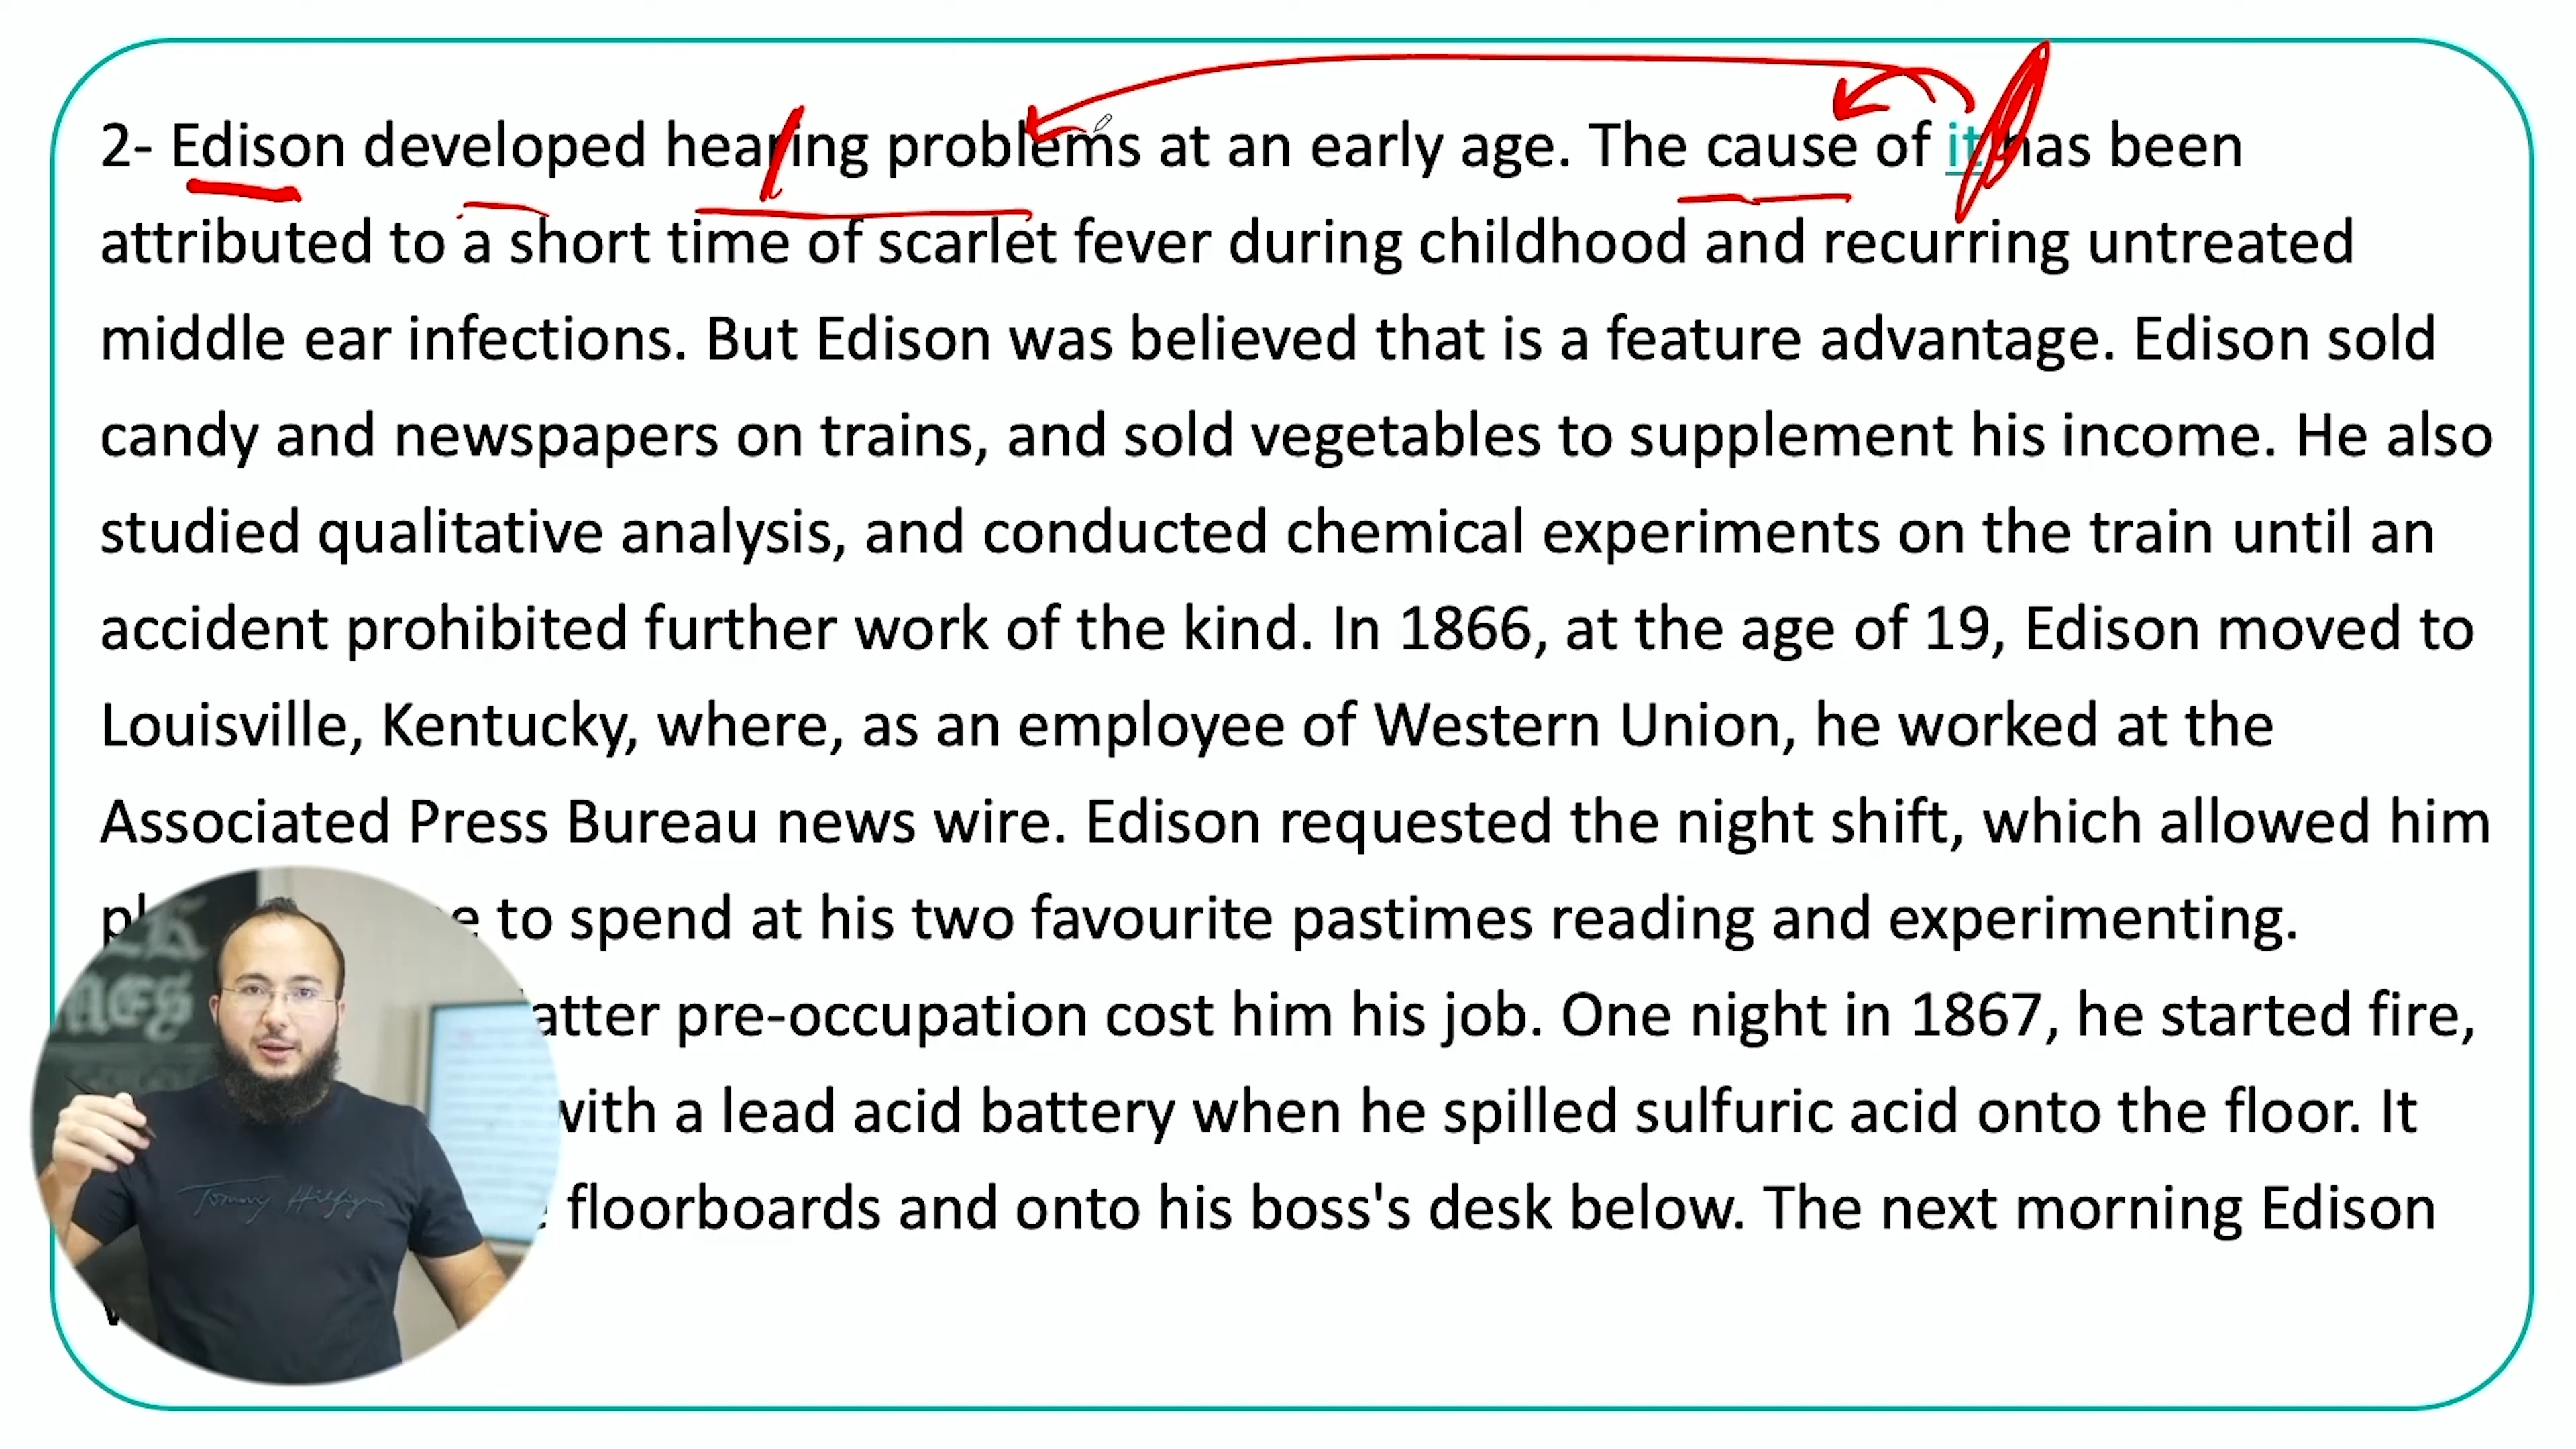 2- Edison developed hearing problems at an early age. The cause of it has been
attributed to a short time of scarlet fever during childhood and recurring untreated
middle ear infections. But Edison was believed that is a feature advantage. Edison sold
candy and newspapers on trains, and sold vegetables to supplement his income. He also
studied qualitative analysis, and conducted chemical experiments on the train until an
accident prohibited further work of the kind. In 1866, at the age of 19, Edison moved to
Louisville, Kentucky, where, as an employee of Western Union, he worked at the
Associated Press Bureau news wire. Edison requested the night shift, which allowed him
to spend at his two favourite pastimes reading and experimenting.
pre-occupation cost him his job. One night in 1867, he started fire,
with a lead acid battery when he spilled sulfuric acid onto the floor. It
floorboards and onto his boss's desk below. The next morning Edison
Tommy Hilfiger